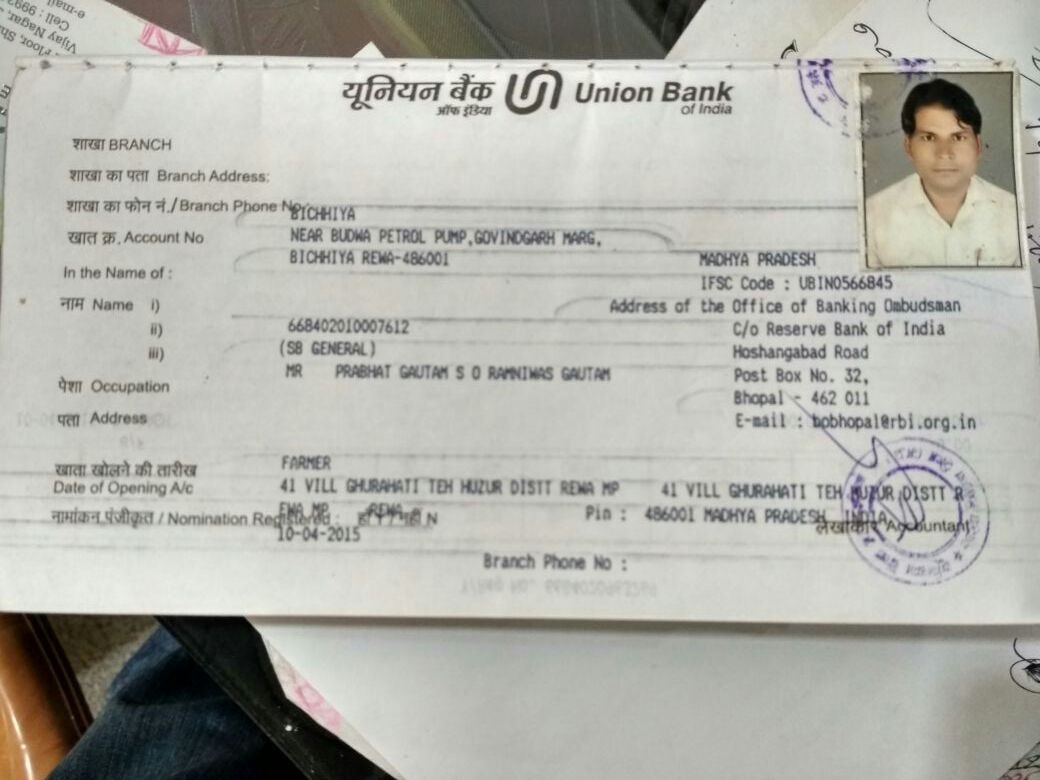 यूनियन बैंक Union Bank
ऑफ इंडिया of India
शाखा BRANCH
शाखा का पता Branch Address:
शाखा का फोन नं./Branch Phone No.
BICHHIYA
खात क्र. Account No
NEAR BUDWA PETROL PUMP,GOVINDGARH MARG,
BICHHIYA REWA-486001 MADHYA PRADESH
In the Name of :
IFSC Code : UBIN0566845
नाम Name i)
Address of the Office of Banking Ombudsman
ii) 668402010007612 C/o Reserve Bank of India
iii) (SB GENERAL) Hoshangabad Road
MR PRABHAT GAUTAM S O RAMNIWAS GAUTAM Post Box No. 32,
पेशा Occupation
Bhopal - 462 011
पता Address
E-mail : bobhopal@rbi.org.in
खाता खोलने की तारीख FARMER
Date of Opening A/c 41 VILL GHURAHATI TEH HUZUR DISTT REWA MP 41 VILL GHURAHATI TEH HUZUR DISTT R
EWA MP REWA Pin : 486001 MADHYA PRADESH INDIA
नामांकन पंजीकृत / Nomination Registered : हाँ Y / नहीं N लेखाकार Accountant
10-04-2015
Branch Phone No :